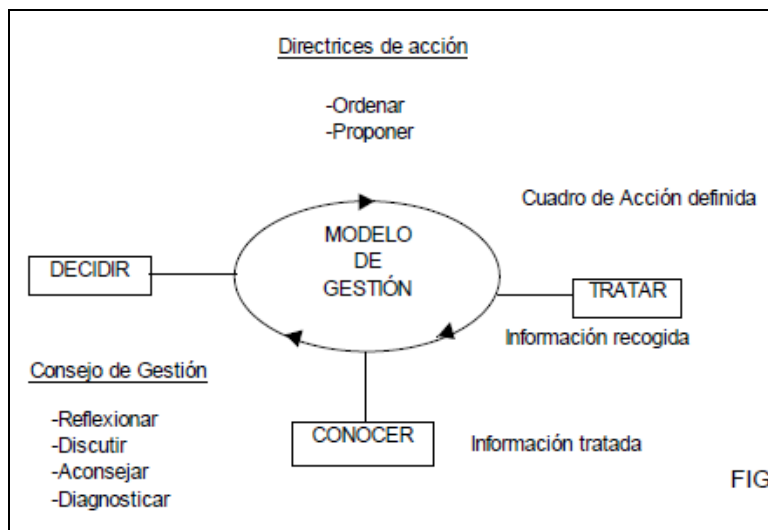 Directrices de acción
-Ordenar
-Proponer
Cuadro de Acción definida
MODELO
DE
GESTIÓN
DECIDIR
TRATAR
Información recogida
Consejo de Gestión
-Reflexionar
-Discutir
-Aconsejar
-Diagnosticar
CONOCER
Información tratada
FIG